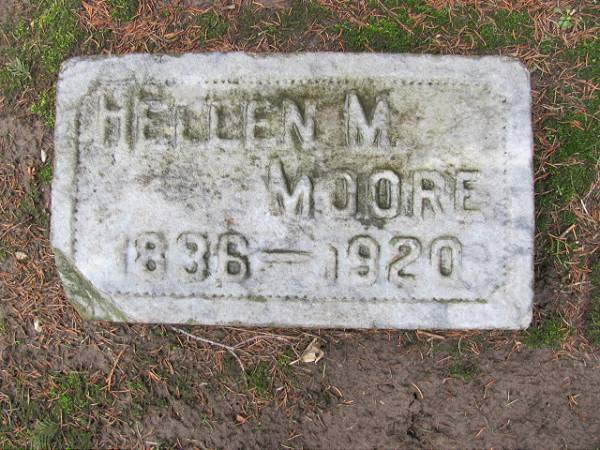 HELLEN M.
MOORE
1836 — 1920